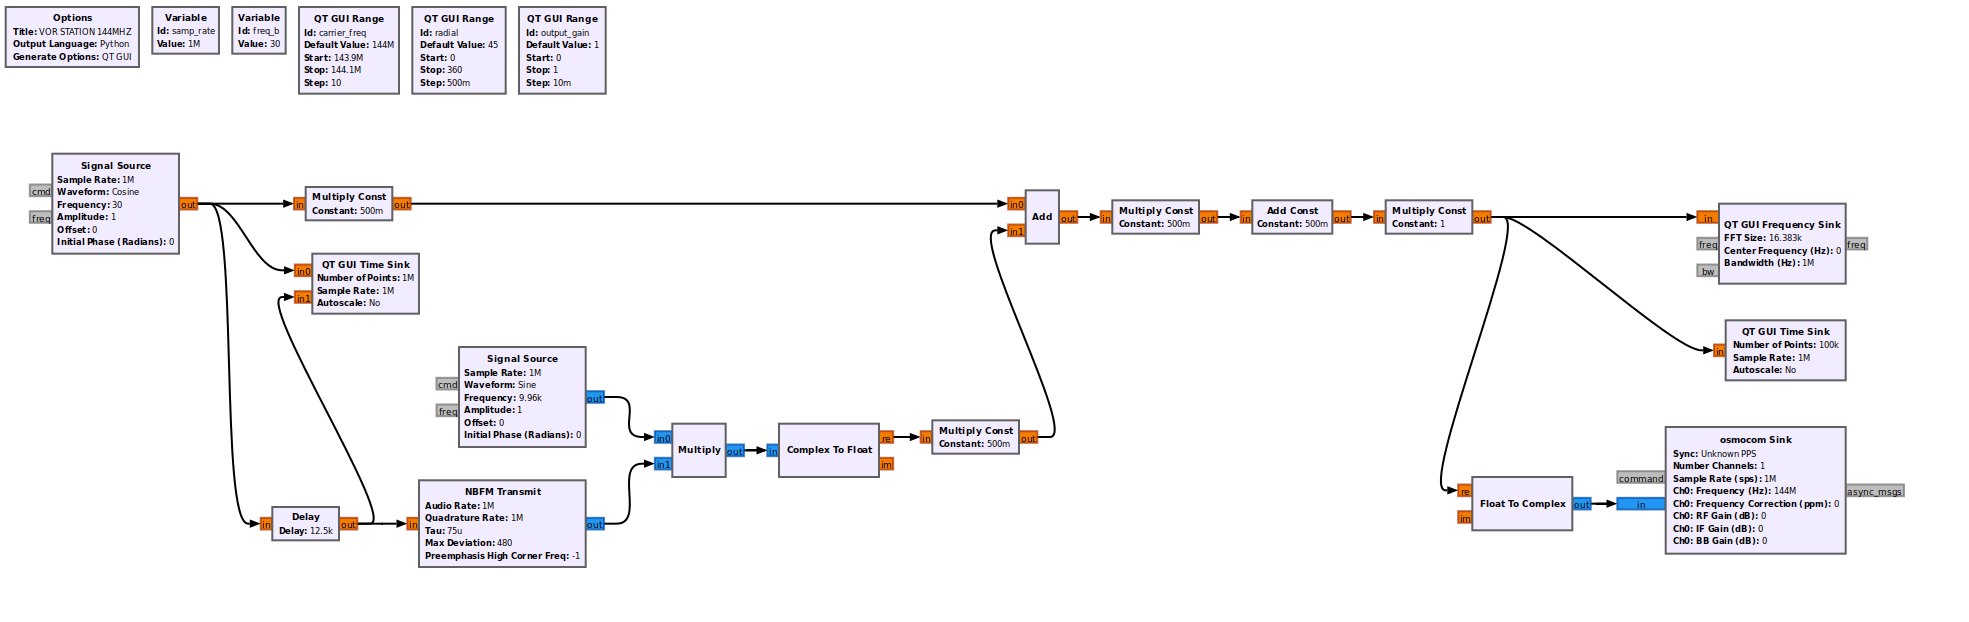 Options
Title: VOR STATION 144MHZ
Output Language: Python
Generate Options: QT GUI
Variable
Id: samp_rate
Value: 1M
Variable
Id: freq_b
Value: 30
QT GUI Range
Id: carrier_freq
Default Value: 144M
Start: 143.9M
Stop: 144.1M
Step: 10
QT GUI Range
Id: radial
Default Value: 45
Start: 0
Stop: 360
Step: 500m
QT GUI Range
Id: output_gain
Default Value: 1
Start: 0
Stop: 1
Step: 10m
Signal Source
Sample Rate: 1M
Waveform: Cosine
Frequency: 30
Amplitude: 1
Offset: 0
Initial Phase (Radians): 0
cmd
freq
out
in
Multiply Const
Constant: 500m
out
in0
in1
QT GUI Time Sink
Number of Points: 1M
Sample Rate: 1M
Autoscale: No
cmd
freq
Signal Source
Sample Rate: 1M
Waveform: Sine
Frequency: 9.96k
Amplitude: 1
Offset: 0
Initial Phase (Radians): 0
out
in
Delay
Delay: 12.5k
out
in
NBFM Transmit
Audio Rate: 1M
Quadrature Rate: 1M
Tau: 75u
Max Deviation: 480
Preemphasis High Corner Freq: -1
out
in0
in1
Multiply
out
in
Complex To Float
re
im
in
Multiply Const
Constant: 500m
out
in0
in1
Add
out
in
Multiply Const
Constant: 500m
out
in
Add Const
Constant: 500m
out
in
Multiply Const
Constant: 1
out
in
freq
bw
QT GUI Frequency Sink
FFT Size: 16.383k
Center Frequency (Hz): 0
Bandwidth (Hz): 1M
freq
in
QT GUI Time Sink
Number of Points: 100k
Sample Rate: 1M
Autoscale: No
re
im
Float To Complex
out
command
in
osmocom Sink
Sync: Unknown PPS
Number Channels: 1
Sample Rate (sps): 1M
Ch0: Frequency (Hz): 144M
Ch0: Frequency Correction (ppm): 0
Ch0: RF Gain (dB): 0
Ch0: IF Gain (dB): 0
Ch0: BB Gain (dB): 0
async_msgs